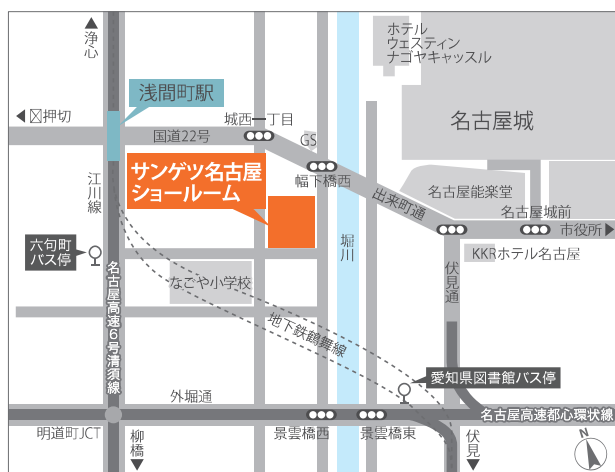 浄心
ホテル
ウェスティン
ナゴヤキャッスル
浅間町駅
押切
国道22号
城西一丁目
GS
名古屋城
サンゲツ名古屋
ショールーム
幅下橋西
江川線
出来町通
名古屋能楽堂
名古屋城前
市役所
六句町
バス停
堀川
KKRホテル名古屋
なごや小学校
伏見通
名古屋高速6号清須線
地下鉄鶴舞線
愛知県図書館バス停
外堀通
名古屋高速都心環状線
明道町JCT
柳橋
景雲橋西
景雲橋東
伏見
N